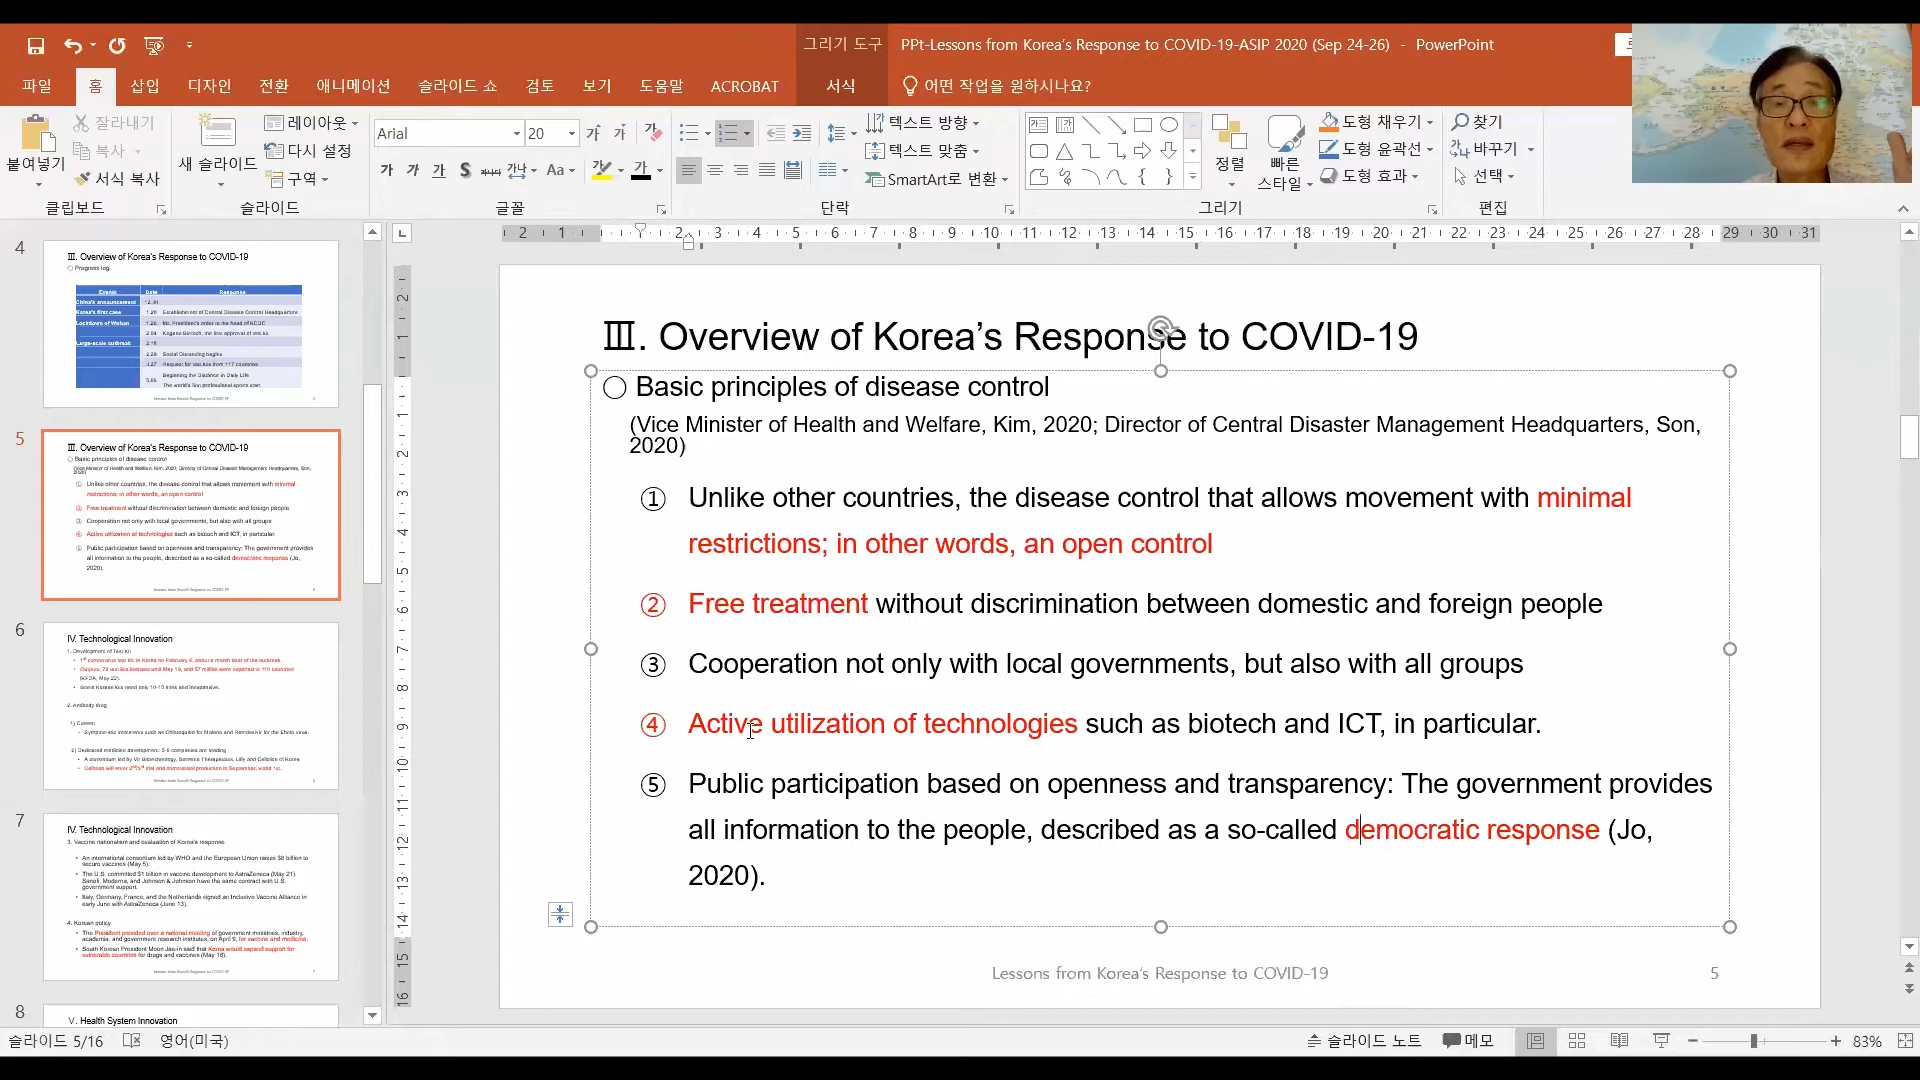 그리기 도구
PPt-Lessons from Korea's Response to COVID-19-ASIP 2020 (Sep 24-26) - PowerPoint
파일 홈 삽입 디자인 전환 애니메이션 슬라이드 쇼 검토 보기 도움말 ACROBAT 서식 어떤 작업을 원하시나요?
붙여넣기
잘라내기
복사
서식 복사
클립보드
새 슬라이드
레이아웃
다시 설정
구역
슬라이드
Arial 20
글꼴
텍스트 방향
텍스트 맞춤
SmartArt로 변환
단락
정렬
빠른 스타일
도형 채우기
도형 윤곽선
도형 효과
그리기
찾기
바꾸기
선택
편집
4
Ⅲ. Overview of Korea's Response to COVID-19
5
Ⅲ. Overview of Korea's Response to COVID-19
6
Ⅳ. Technological Innovation
7
Ⅳ. Technological Innovation
8
Ⅴ. Health System Innovation
Ⅲ. Overview of Korea's Response to COVID-19
○ Basic principles of disease control
(Vice Minister of Health and Welfare, Kim, 2020; Director of Central Disaster Management Headquarters, Son,
2020)
① Unlike other countries, the disease control that allows movement with minimal
restrictions; in other words, an open control
② Free treatment without discrimination between domestic and foreign people
③ Cooperation not only with local governments, but also with all groups
④ Active utilization of technologies such as biotech and ICT, in particular.
⑤ Public participation based on openness and transparency: The government provides
all information to the people, described as a so-called democratic response (Jo,
2020).
Lessons from Korea's Response to COVID-19
5
슬라이드 5/16 영어(미국)
슬라이드 노트 메모 83%